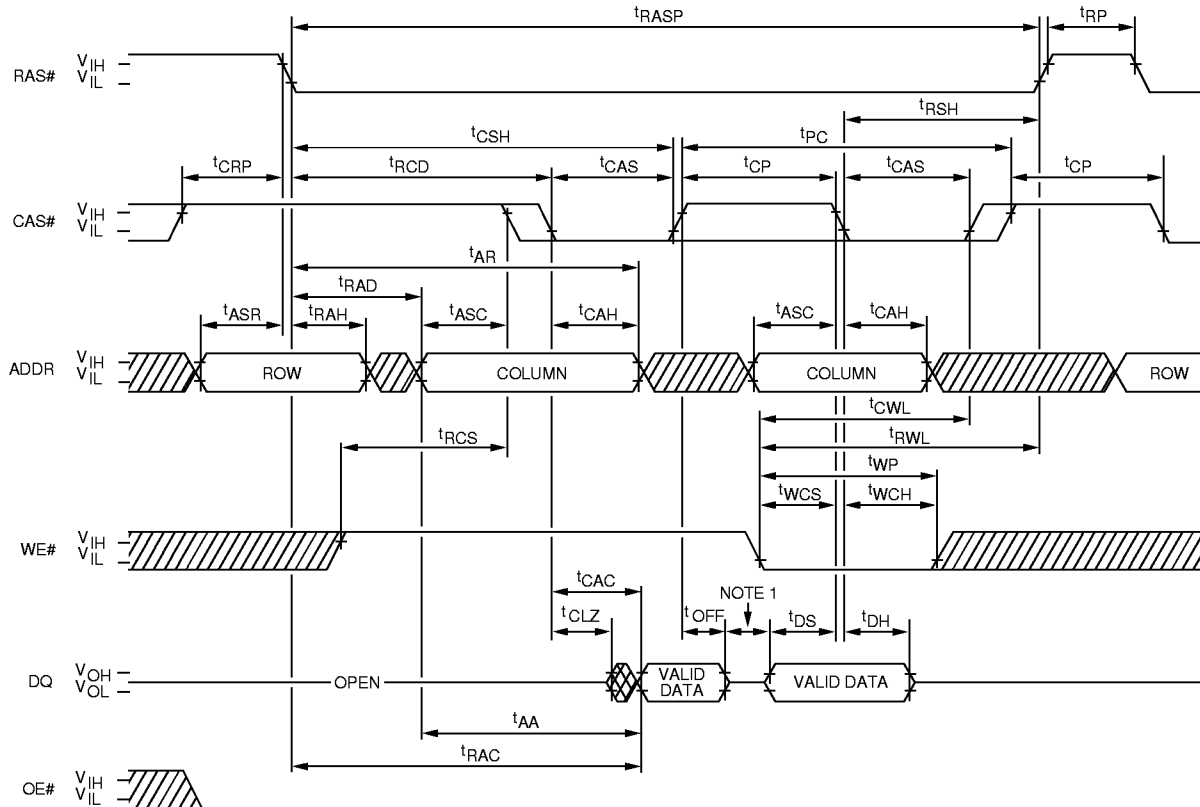 tRASP
tRP
RAS# VIH
VIL
tRSH
tCSH
tPC
tCRP
tRCD
tCAS
tCP
tCAS
tCP
CAS# VIH
VIL
tAR
tRAD
tASR
tRAH
tASC
tCAH
tASC
tCAH
ADDR VIH
VIL
ROW
COLUMN
COLUMN
ROW
tCWL
tRCS
tRWL
tWP
tWCS
tWCH
WE# VIH
VIL
tCAC
NOTE 1
tCLZ
tOFF
tDS
tDH
DQ VOH
VOL
OPEN
VALID
DATA
VALID DATA
tAA
tRAC
OE# VIH
VIL